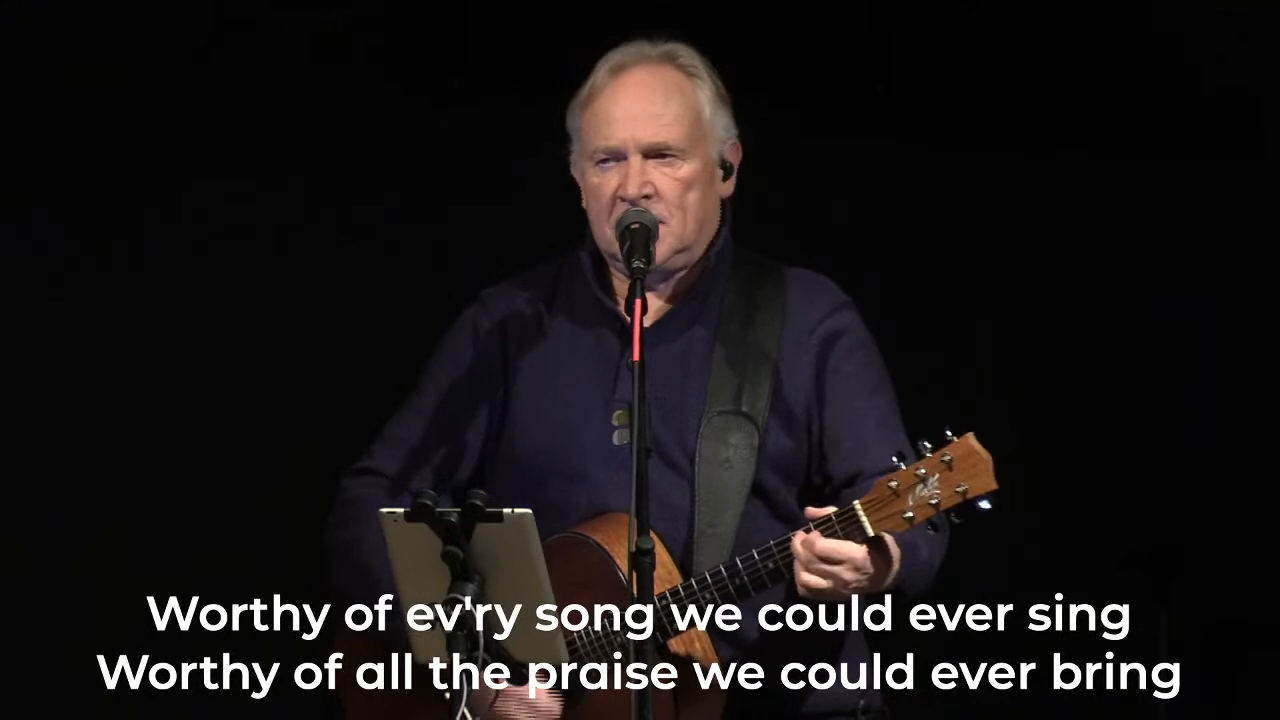 Worthy of ev'ry song we could ever sing
Worthy of all the praise we could ever bring